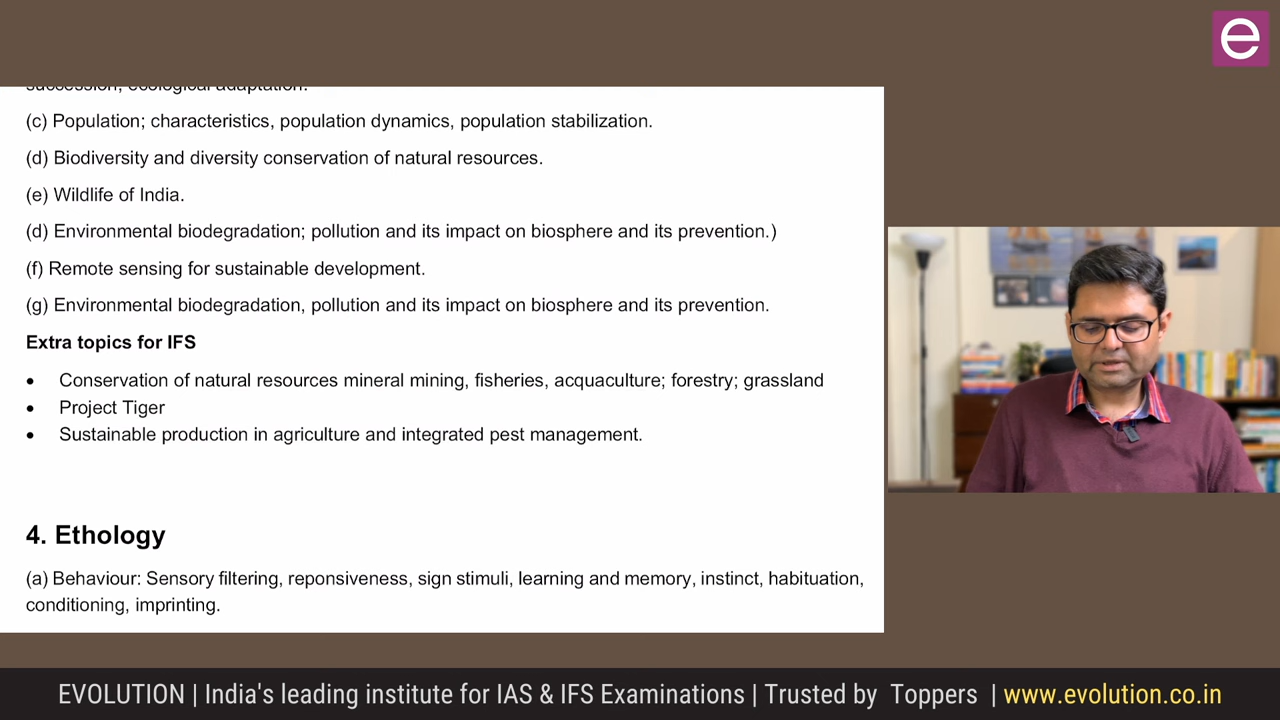 e
succession, ecological adaptation.
(c) Population; characteristics, population dynamics, population stabilization.
(d) Biodiversity and diversity conservation of natural resources.
(e) Wildlife of India.
(d) Environmental biodegradation; pollution and its impact on biosphere and its prevention.)
(f) Remote sensing for sustainable development.
(g) Environmental biodegradation, pollution and its impact on biosphere and its prevention.
Extra topics for IFS
• Conservation of natural resources mineral mining, fisheries, acquaculture; forestry; grassland
• Project Tiger
• Sustainable production in agriculture and integrated pest management.
4. Ethology
(a) Behaviour: Sensory filtering, reponsiveness, sign stimuli, learning and memory, instinct, habituation,
conditioning, imprinting.
EVOLUTION | India's leading institute for IAS & IFS Examinations | Trusted by Toppers | www.evolution.co.in